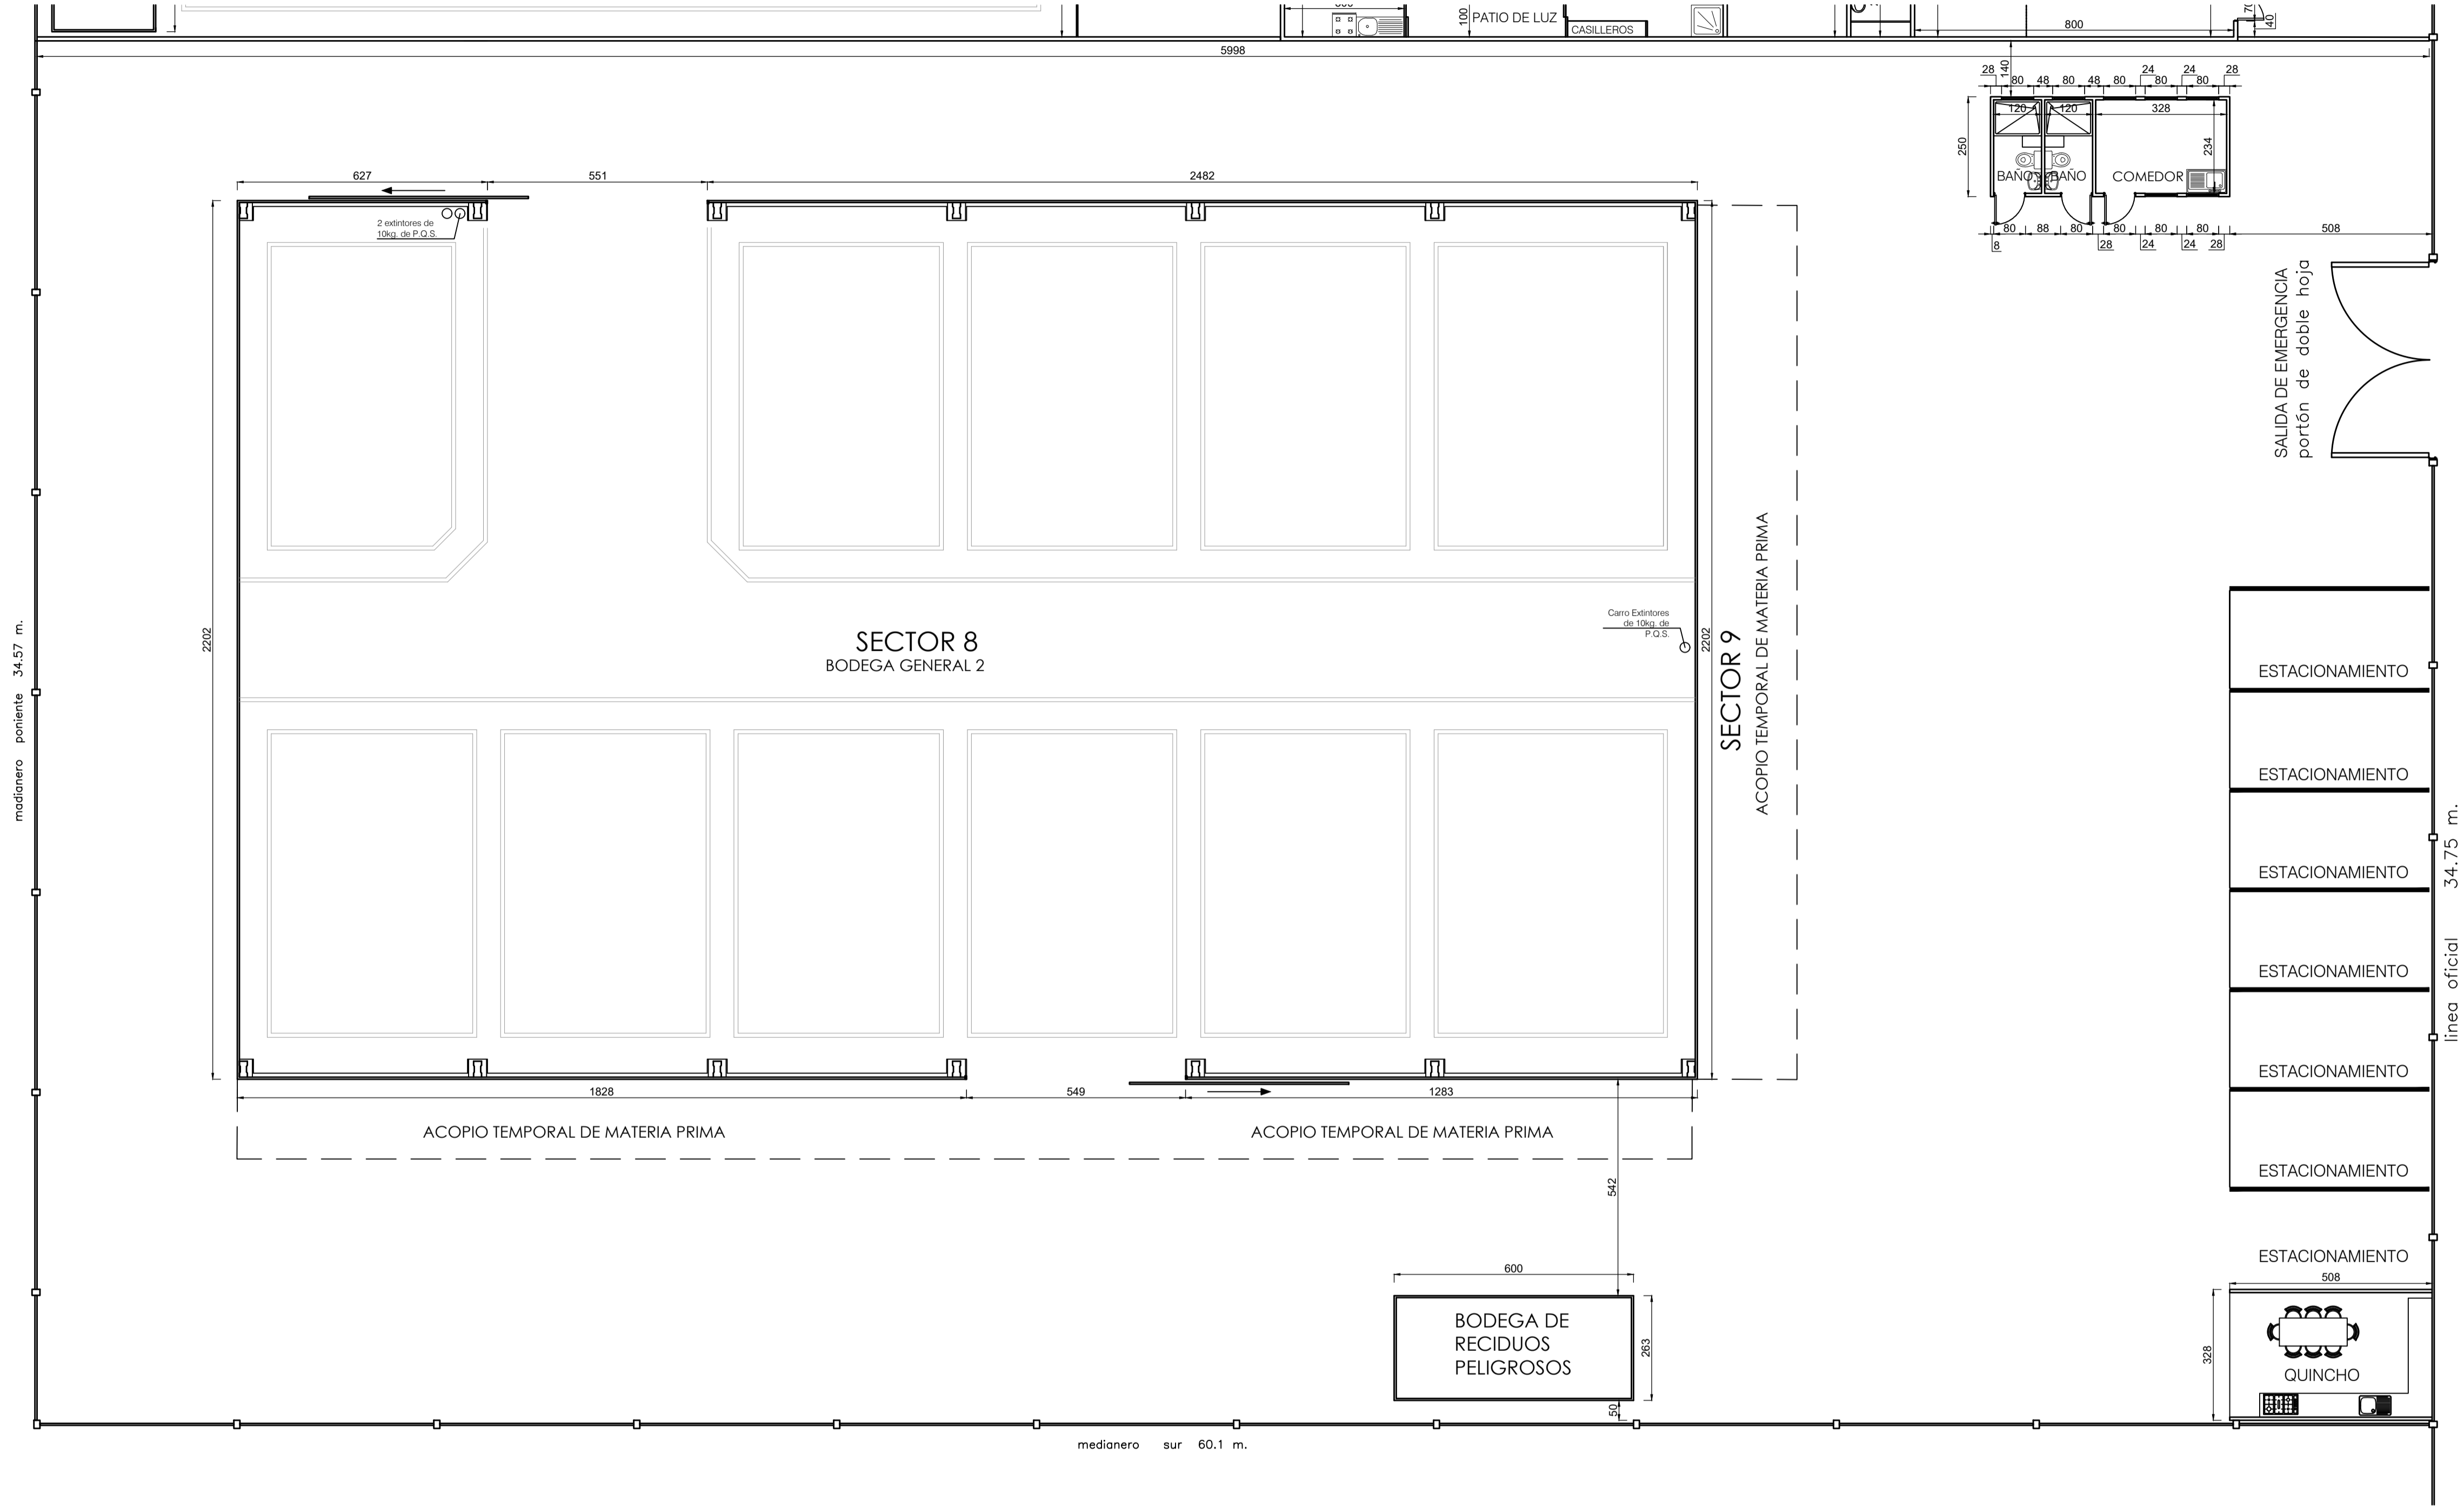 100
PATIO DE LUZ
CASILLEROS
800
40
5998
140
28
80
48
80
48
80
24
80
24
80
28
120
120
328
250
234
BAÑO
BAÑO
COMEDOR
80
88
80
80
80
80
508
8
28
24
24
28
627
551
2482
2 extintores de
10kg. de P.Q.S.
SALIDA DE EMERGENCIA
portón de doble hoja
madianero poniente 34.57 m.
2202
SECTOR 8
BODEGA GENERAL 2
Carro Extintores
de 10kg. de
P.Q.S.
2202
SECTOR 9
ACOPIO TEMPORAL DE MATERIA PRIMA
ESTACIONAMIENTO
ESTACIONAMIENTO
ESTACIONAMIENTO
ESTACIONAMIENTO
ESTACIONAMIENTO
ESTACIONAMIENTO
ESTACIONAMIENTO
linea oficial 34.75 m.
1828
549
1283
ACOPIO TEMPORAL DE MATERIA PRIMA
ACOPIO TEMPORAL DE MATERIA PRIMA
542
600
BODEGA DE
RECIDUOS
PELIGROSOS
263
50
508
328
QUINCHO
medianero sur 60.1 m.